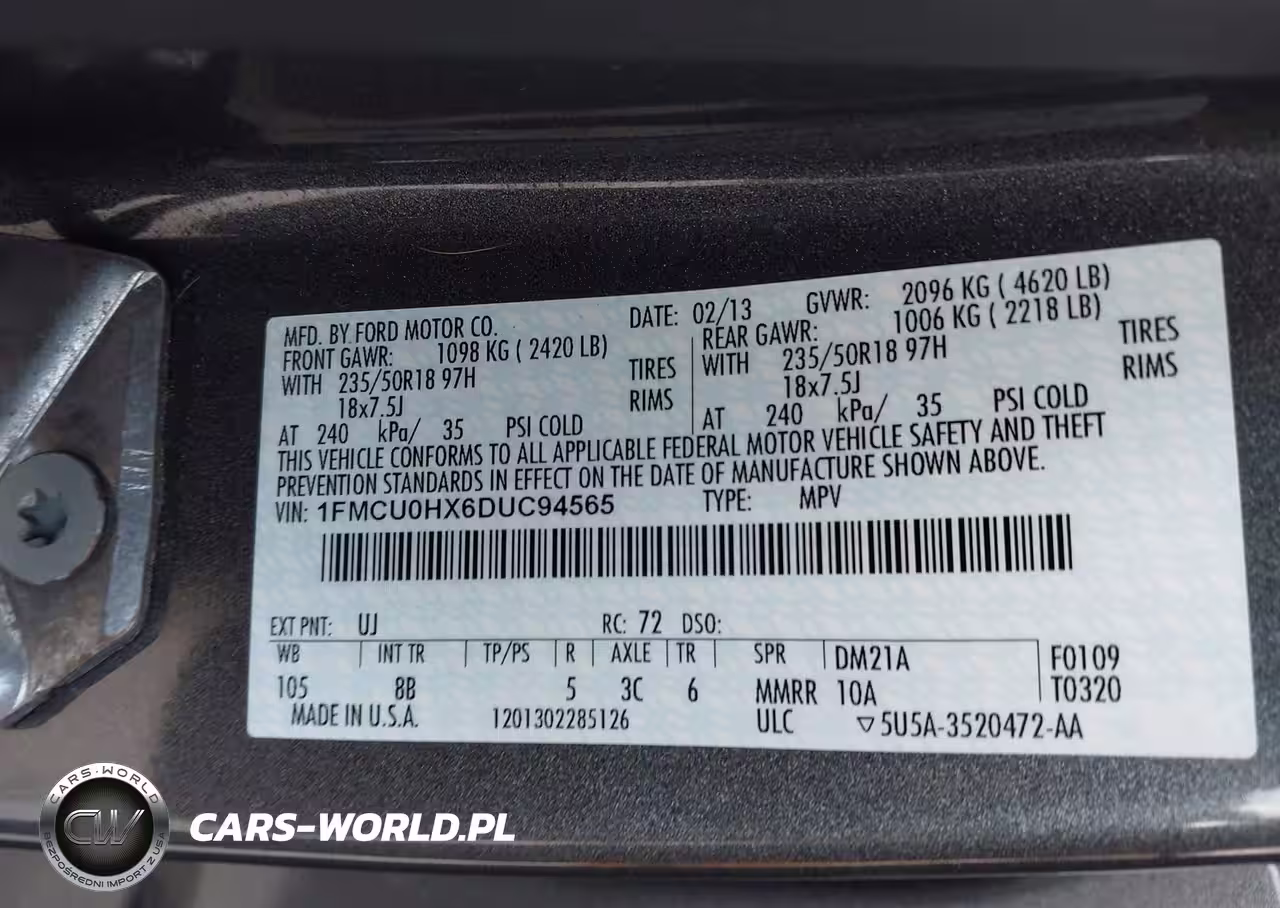 MFD. BY FORD MOTOR CO. DATE: 02/13 GVWR: 2096 KG ( 4620 LB)
FRONT GAWR: 1098 KG ( 2420 LB) REAR GAWR: 1006 KG ( 2218 LB)
WITH 235/50R18 97H TIRES WITH 235/50R18 97H TIRES
18x7.5J RIMS 18x7.5J RIMS
AT 240 kPa/ 35 PSI COLD AT 240 kPa/ 35 PSI COLD
THIS VEHICLE CONFORMS TO ALL APPLICABLE FEDERAL MOTOR VEHICLE SAFETY AND THEFT
PREVENTION STANDARDS IN EFFECT ON THE DATE OF MANUFACTURE SHOWN ABOVE.
VIN: 1FMCU0HX6DUC94565 TYPE: MPV
EXT PNT: UJ RC: 72 DSO:
WB INT TR TP/PS R AXLE TR SPR DM21A F0109
105 8B 5 3C 6 MMRR 10A T0320
MADE IN U.S.A. 1201302285126 ULC ▽5U5A-3520472-AA
CARS-WORLD
CW
BEZPOŚREDNI IMPORT Z USA
CARS-WORLD.PL